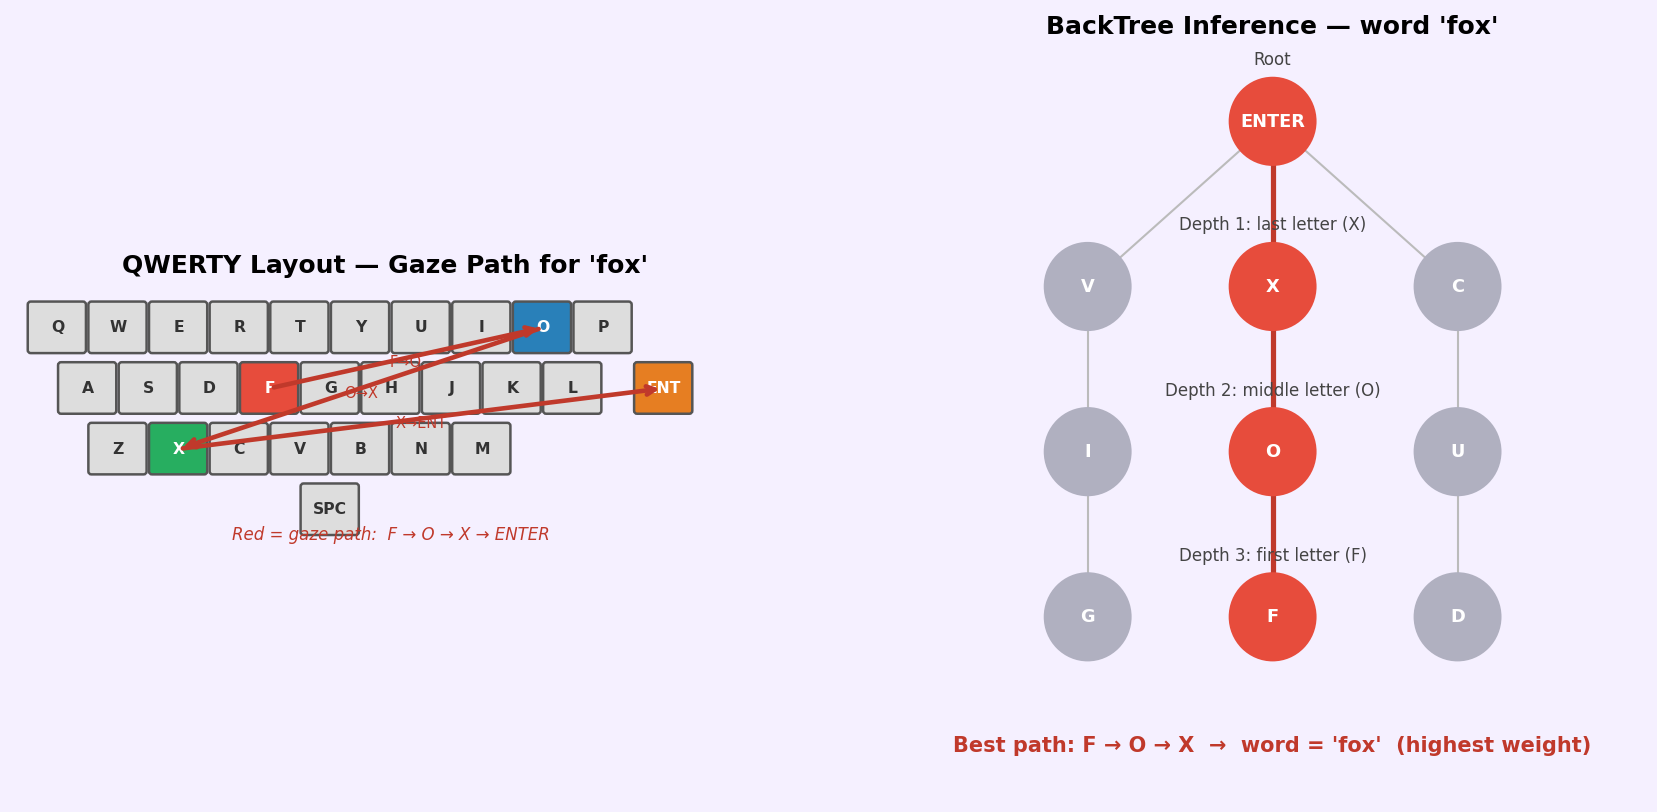 QWERTY Layout — Gaze Path for 'fox'
Q W E R T Y U I O P
F→O
A S D F G H J K L ENT
O→X
X→ENT
Z X C V B N M
SPC
Red = gaze path: F → O → X → ENTER
BackTree Inference — word 'fox'
Root
ENTER
Depth 1: last letter (X)
V X C
Depth 2: middle letter (O)
I O U
Depth 3: first letter (F)
G F D
Best path: F → O → X → word = 'fox' (highest weight)